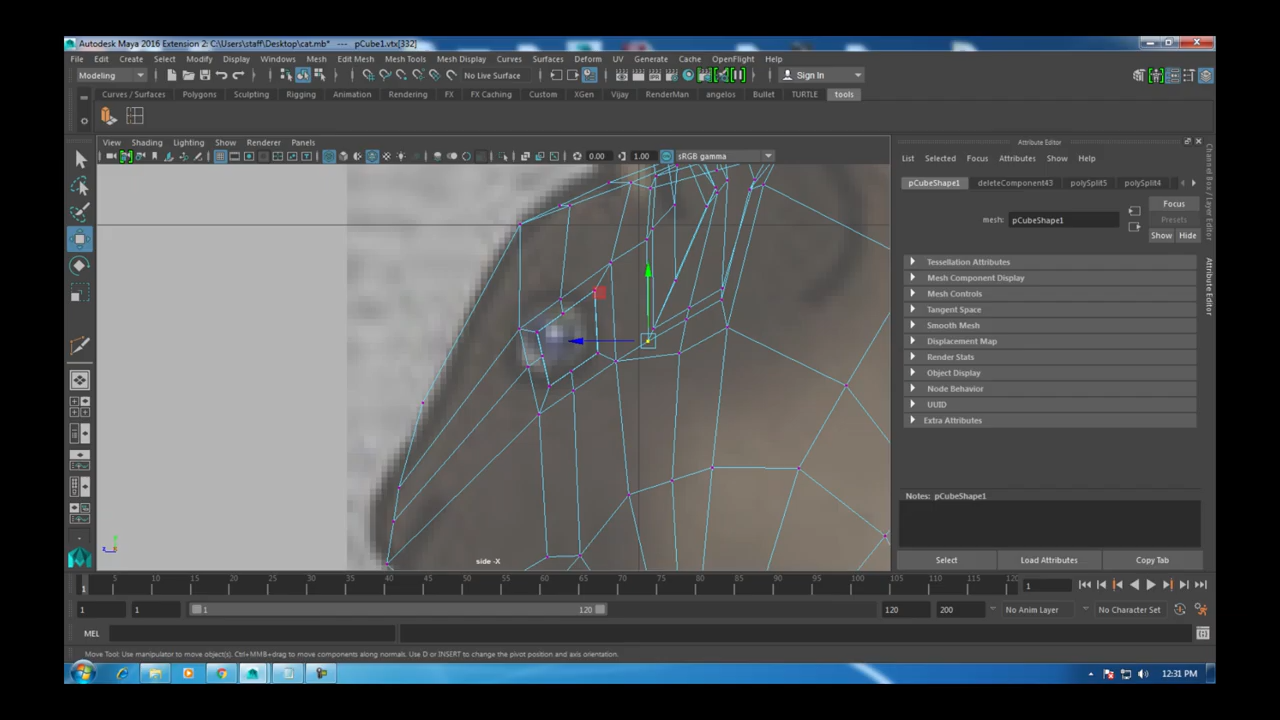 Autodesk Maya 2016 Extension 2: C:\Users\staff\Desktop\cat.mb* --- pCube1.vtx[332]
File Edit Create Select Modify Display Windows Mesh Edit Mesh Mesh Tools Mesh Display Curves Surfaces Deform UV Generate Cache OpenFlight Help
Modeling No Live Surface Sign In
Curves / Surfaces Polygons Sculpting Rigging Animation Rendering FX FX Caching Custom XGen Vijay RenderMan angelos Bullet TURTLE tools
View Shading Lighting Show Renderer Panels
0.00 1.00 sRGB gamma
side -X
Attribute Editor
List Selected Focus Attributes Show Help
pCubeShape1 deleteComponent43 polySplit5 polySplit4
mesh: pCubeShape1
Focus
Presets
Show Hide
Tessellation Attributes
Mesh Component Display
Mesh Controls
Tangent Space
Smooth Mesh
Displacement Map
Render Stats
Object Display
Node Behavior
UUID
Extra Attributes
Notes: pCubeShape1
Select Load Attributes Copy Tab
Channel Box / Layer Editor
Attribute Editor
1 5 10 15 20 25 30 35 40 45 50 55 60 65 70 75 80 85 90 95 100 105 110 115 120 1
1 1 1 120 120 200 No Anim Layer No Character Set
MEL
Move Tool: Use manipulator to move object(s). Ctrl+MMB+drag to move components along normals. Use D or INSERT to change the pivot position and axis orientation.
12:31 PM